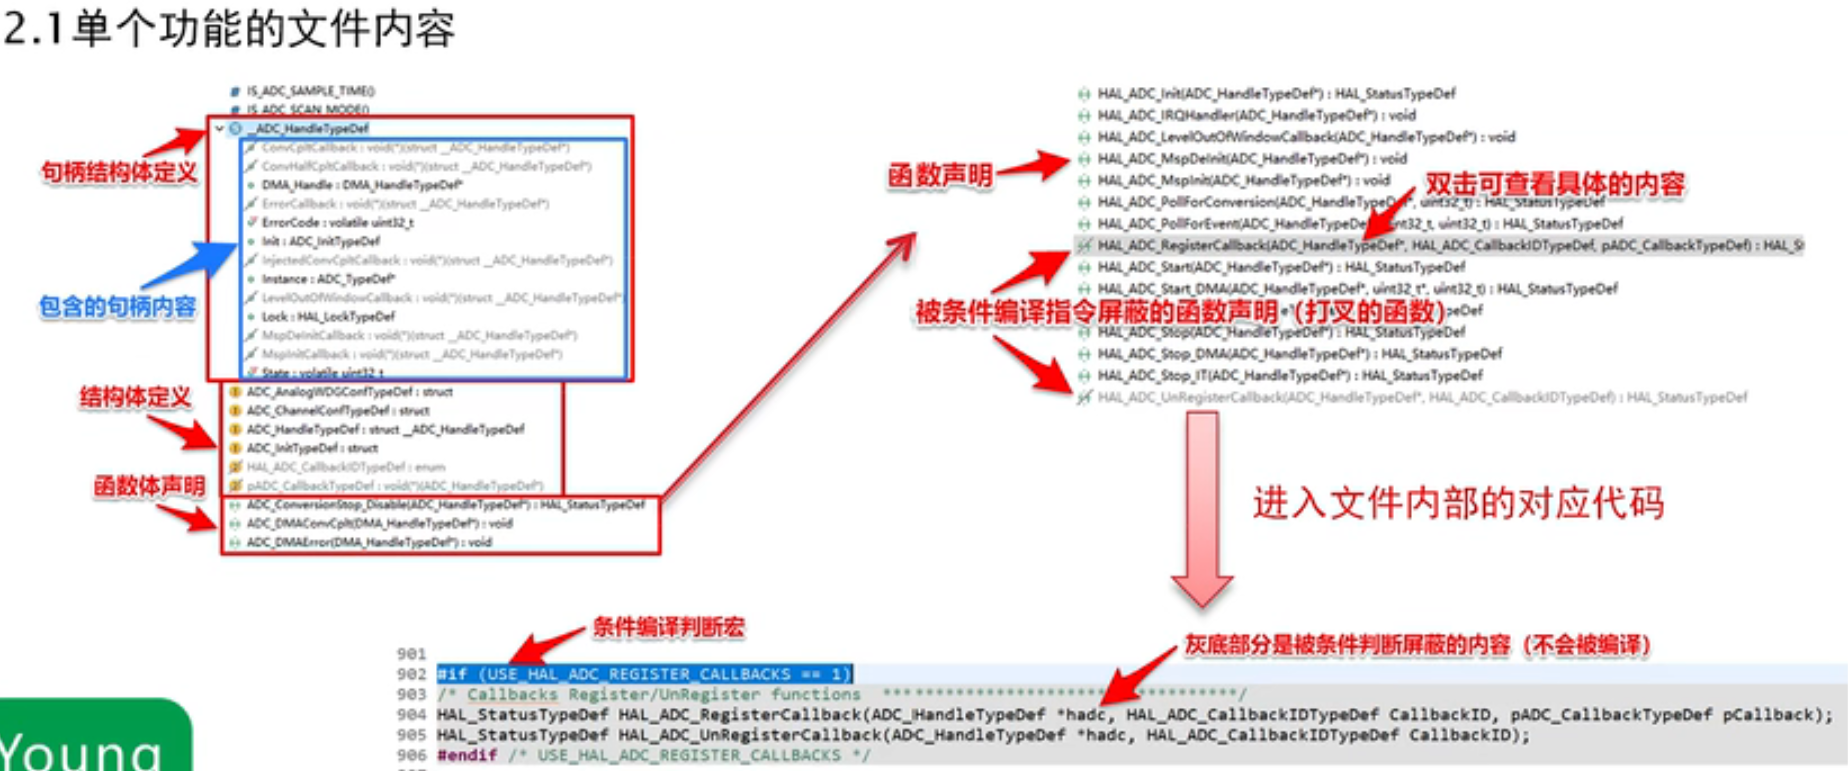 2.1单个功能的文件内容
IS_ADC_SAMPLE_TIME()
IS_ADC_SCAN_MODE()
__ADC_HandleTypeDef
句柄结构体定义
ConvCpltCallback : void(*)(struct __ADC_HandleTypeDef*)
ConvHalfCpltCallback : void(*)(struct __ADC_HandleTypeDef*)
DMA_Handle : DMA_HandleTypeDef*
ErrorCallback : void(*)(struct __ADC_HandleTypeDef*)
ErrorCode : volatile uint32_t
Init : ADC_InitTypeDef
InjectedConvCpltCallback : void(*)(struct __ADC_HandleTypeDef*)
Instance : ADC_TypeDef*
LevelOutOfWindowCallback : void(*)(struct __ADC_HandleTypeDef*)
Lock : HAL_LockTypeDef
MspDeInitCallback : void(*)(struct __ADC_HandleTypeDef*)
MspInitCallback : void(*)(struct __ADC_HandleTypeDef*)
State : volatile uint32_t
包含的句柄内容
结构体定义
ADC_AnalogWDGConfTypeDef : struct
ADC_ChannelConfTypeDef : struct
ADC_HandleTypeDef : struct __ADC_HandleTypeDef
ADC_InitTypeDef : struct
HAL_ADC_CallbackIDTypeDef : enum
pADC_CallbackTypeDef : void(*)(ADC_HandleTypeDef*)
函数体声明
ADC_ConversionStop_Disable(ADC_HandleTypeDef*) : HAL_StatusTypeDef
ADC_DMAConvCplt(DMA_HandleTypeDef*) : void
ADC_DMAError(DMA_HandleTypeDef*) : void
HAL_ADC_Init(ADC_HandleTypeDef*) : HAL_StatusTypeDef
HAL_ADC_IRQHandler(ADC_HandleTypeDef*) : void
HAL_ADC_LevelOutOfWindowCallback(ADC_HandleTypeDef*) : void
HAL_ADC_MspDeInit(ADC_HandleTypeDef*) : void
函数声明
HAL_ADC_MspInit(ADC_HandleTypeDef*) : void
双击可查看具体的内容
HAL_ADC_PollForConversion(ADC_HandleTypeDef*, uint32_t) : HAL_StatusTypeDef
HAL_ADC_PollForEvent(ADC_HandleTypeDe int32_t, uint32_t) : HAL_StatusTypeDef
HAL_ADC_RegisterCallback(ADC_HandleTypeDef*, HAL_ADC_CallbackIDTypeDef, pADC_CallbackTypeDef) : HAL_S
HAL_ADC_Start(ADC_HandleTypeDef*) : HAL_StatusTypeDef
HAL_ADC_Start_DMA(ADC_HandleTypeDef*, uint32_t*, uint32_t) : HAL_StatusTypeDef
被条件编译指令屏蔽的函数声明（打叉的函数）peDef
HAL_ADC_Stop(ADC_HandleTypeDef*) : HAL_StatusTypeDef
HAL_ADC_Stop_DMA(ADC_HandleTypeDef*) : HAL_StatusTypeDef
HAL_ADC_Stop_IT(ADC_HandleTypeDef*) : HAL_StatusTypeDef
HAL_ADC_UnRegisterCallback(ADC_HandleTypeDef*, HAL_ADC_CallbackIDTypeDef) : HAL_StatusTypeDef
进入文件内部的对应代码
条件编译判断宏
灰底部分是被条件判断屏蔽的内容（不会被编译）
901
902 #if (USE_HAL_ADC_REGISTER_CALLBACKS == 1)
903 /* Callbacks Register/UnRegister functions ***********************************/
904 HAL_StatusTypeDef HAL_ADC_RegisterCallback(ADC_HandleTypeDef *hadc, HAL_ADC_CallbackIDTypeDef CallbackID, pADC_CallbackTypeDef pCallback);
905 HAL_StatusTypeDef HAL_ADC_UnRegisterCallback(ADC_HandleTypeDef *hadc, HAL_ADC_CallbackIDTypeDef CallbackID);
906 #endif /* USE_HAL_ADC_REGISTER_CALLBACKS */
Young